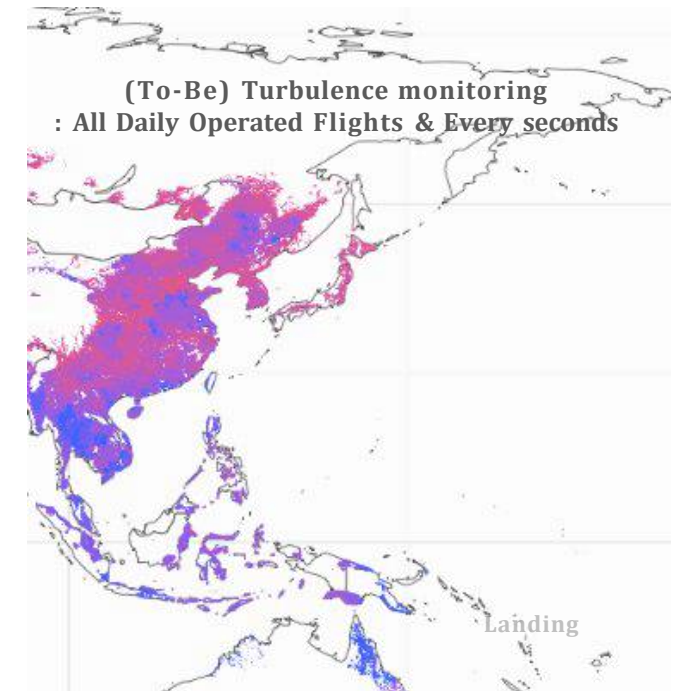 (To-Be) Turbulence monitoring
: All Daily Operated Flights & Every seconds
Landing